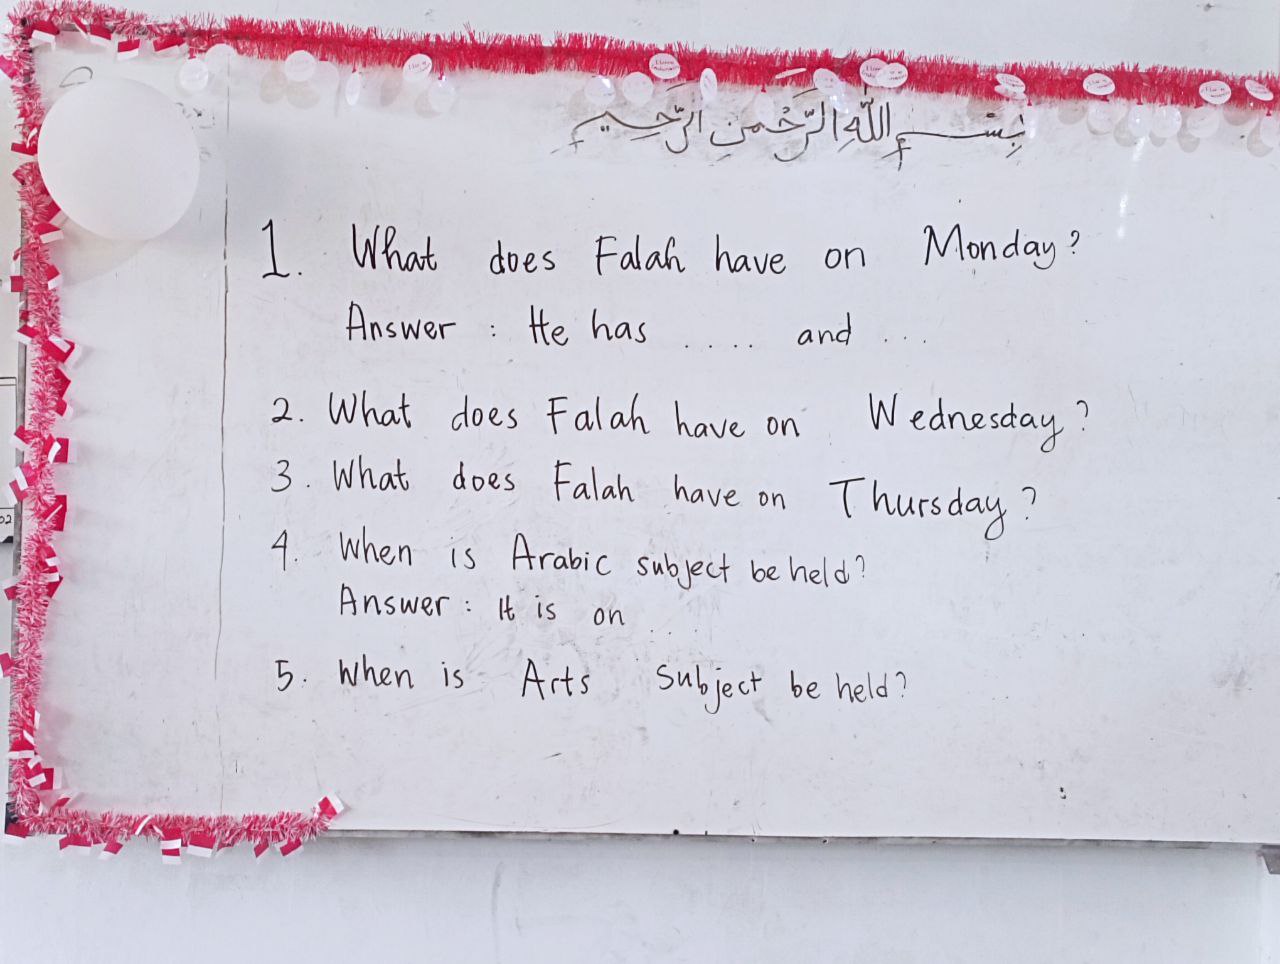 بِسْمِ اللّٰهِ الرَّحْمٰنِ الرَّحِيْمِ
1. What does Falah have on Monday?
Answer : He has .... and ...
2. What does Falah have on Wednesday?
3. What does Falah have on Thursday?
4. When is Arabic subject be held?
Answer : It is on ....
5. When is Arts Subject be held?